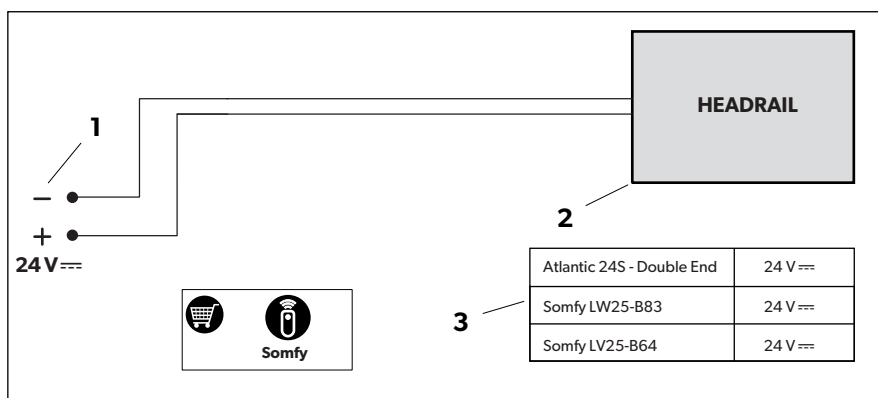 HEADRAIL
1
−
+
24 V ⎓
2
Atlantic 24S - Double End 24 V ⎓
3
Somfy LW25-B83 24 V ⎓
Somfy LV25-B64 24 V ⎓
Somfy